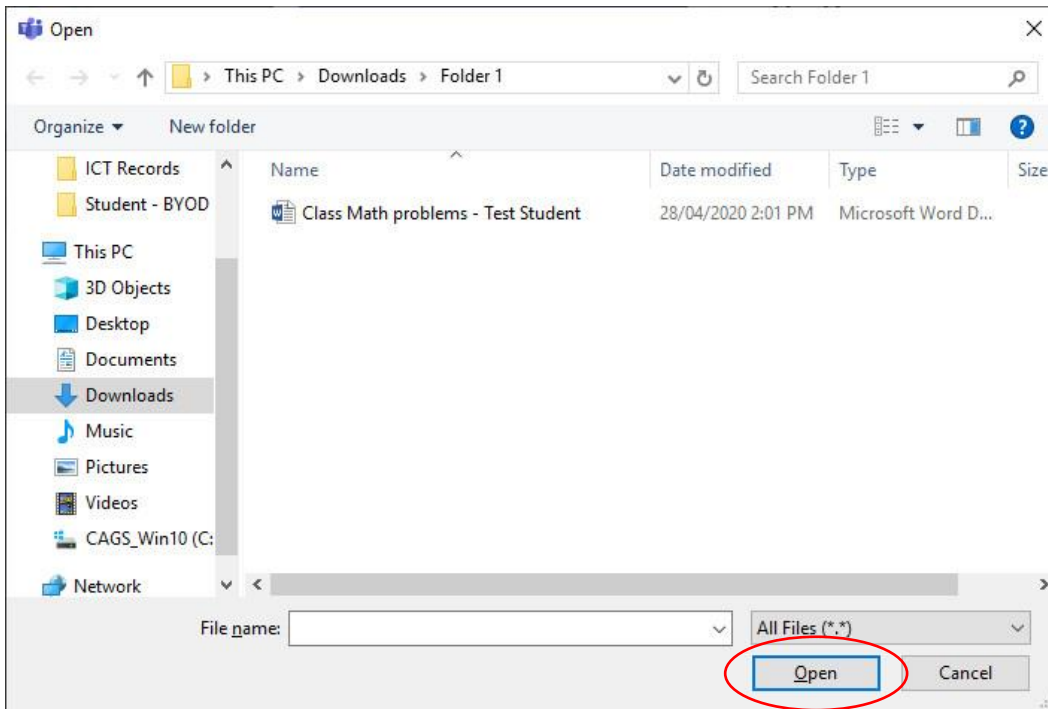 Open
This PC > Downloads > Folder 1
Search Folder 1
Organize
New folder
Name
Date modified
Type
Size
ICT Records
Student - BYOD
This PC
3D Objects
Desktop
Documents
Downloads
Music
Pictures
Videos
CAGS_Win10 (C:
Network
Class Math problems - Test Student
28/04/2020 2:01 PM
Microsoft Word D...
File name:
All Files (*.*)
Open
Cancel